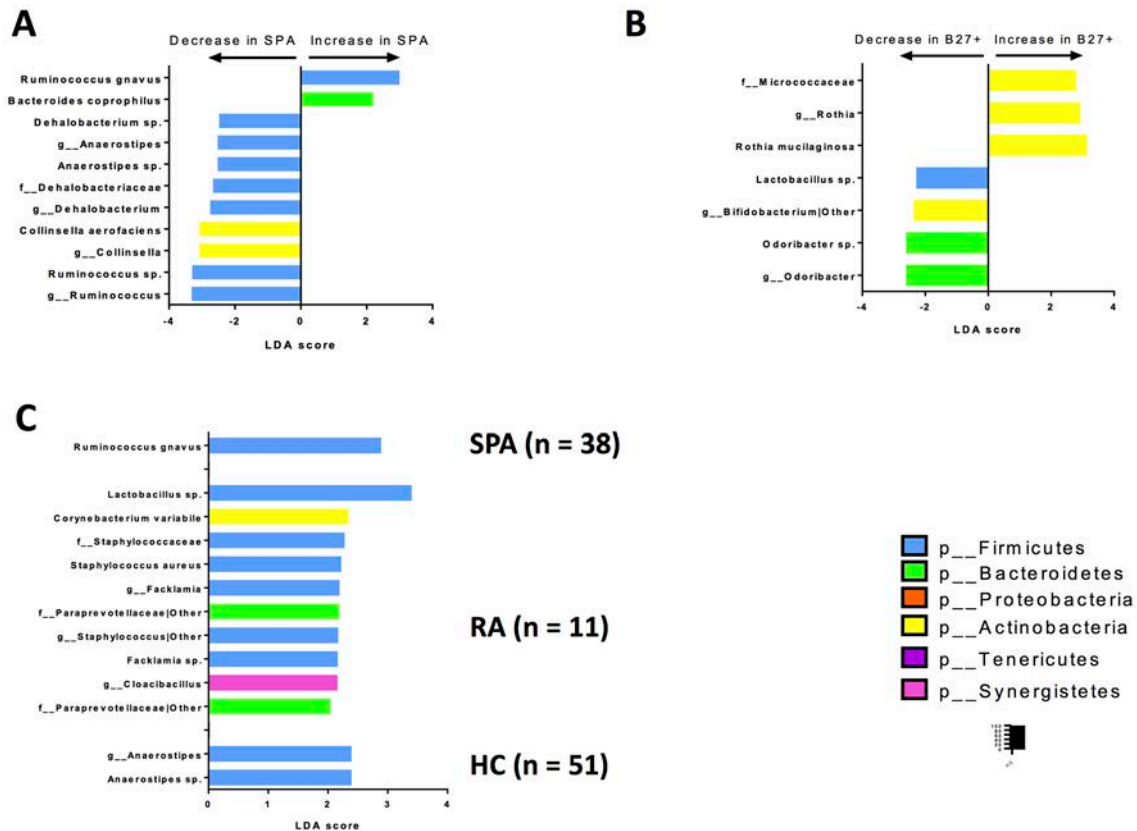 A
Decrease in SPA
Increase in SPA
Ruminococcus gnavus
Bacteroides coprophilus
Dehalobacterium sp.
g__Anaerostipes
Anaerostipes sp.
f__Dehalobacteriaceae
g__Dehalobacterium
Collinsella aerofaciens
g__Collinsella
Ruminococcus sp.
g__Ruminococcus
-4 -2 0 2 4
LDA score
B
Decrease in B27+
Increase in B27+
f__Micrococcaceae
g__Rothia
Rothia mucilaginosa
Lactobacillus sp.
g__Bifidobacterium|Other
Odoribacter sp.
g__Odoribacter
-4 -2 0 2 4
LDA score
C
Ruminococcus gnavus
SPA (n = 38)
Lactobacillus sp.
Corynebacterium variabile
f__Staphylococcaceae
Staphylococcus aureus
g__Facklamia
f__Paraprevotellaceae|Other
g__Staphylococcus|Other
RA (n = 11)
Facklamia sp.
g__Cloacibacillus
f__Paraprevotellaceae|Other
g__Anaerostipes
HC (n = 51)
Anaerostipes sp.
0 1 2 3 4
LDA score
p__Firmicutes
p__Bacteroidetes
p__Proteobacteria
p__Actinobacteria
p__Tenericutes
p__Synergistetes